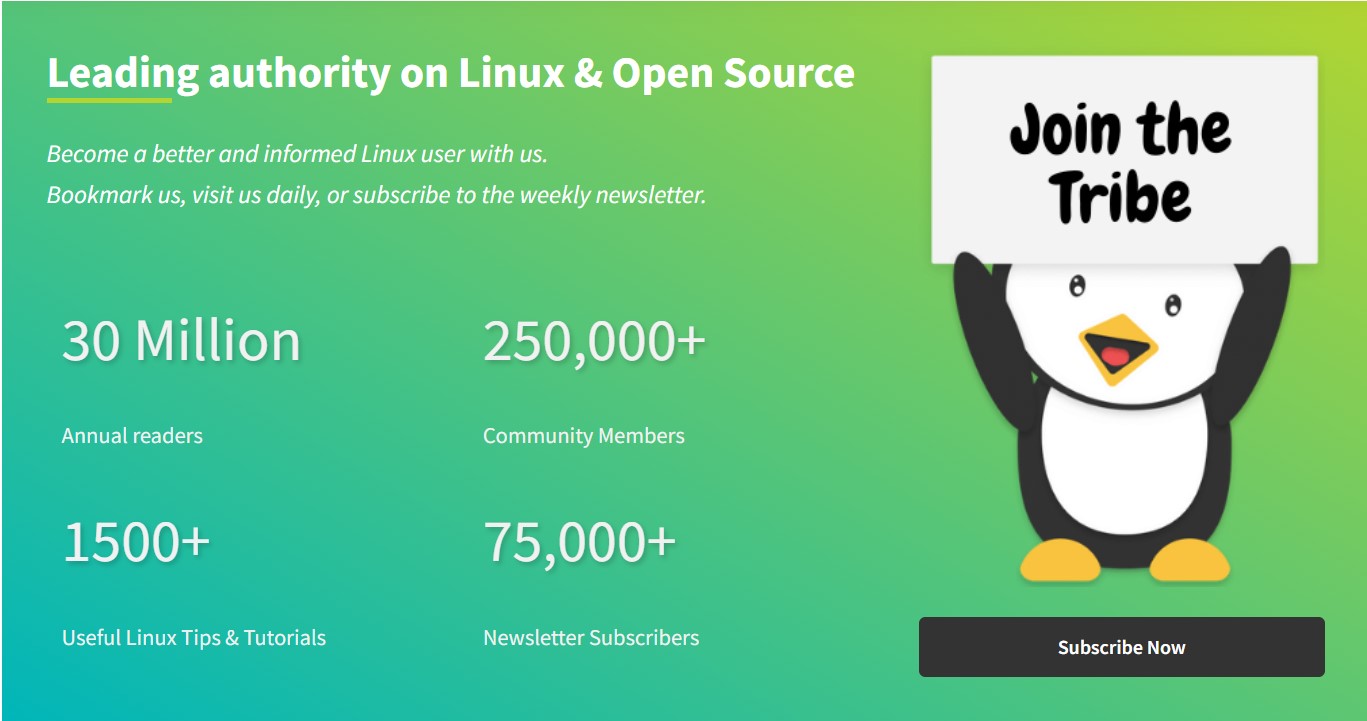 Leading authority on Linux & Open Source
Become a better and informed Linux user with us.
Bookmark us, visit us daily, or subscribe to the weekly newsletter.
30 Million
Annual readers
250,000+
Community Members
1500+
Useful Linux Tips & Tutorials
75,000+
Newsletter Subscribers
Join the
Tribe
Subscribe Now